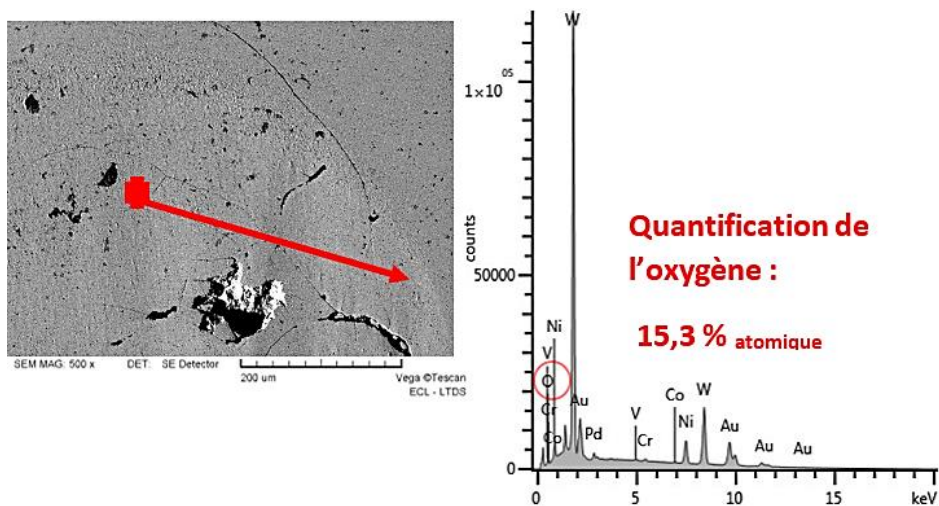 SEM MAG: 500 x DET: SE Detector
200 um Vega ©Tescan
ECL - LTDS
W
1×10 05
counts
50000
0
Ni
V
O
Cr
Co
Au
Pd
V
Cr
Co
Ni
W
Au
Au
Au
0 5 10 15 keV
Quantification de
l'oxygène :
15,3 % atomique